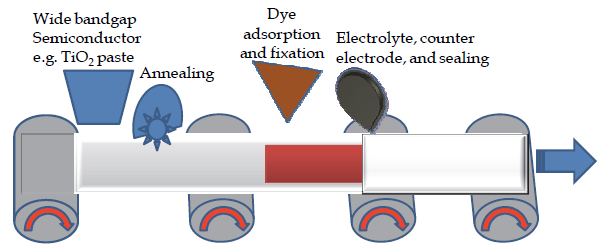 Wide bandgap
Semiconductor
e.g. TiO₂ paste
Annealing
Dye
adsorption
and fixation
Electrolyte, counter
electrode, and sealing